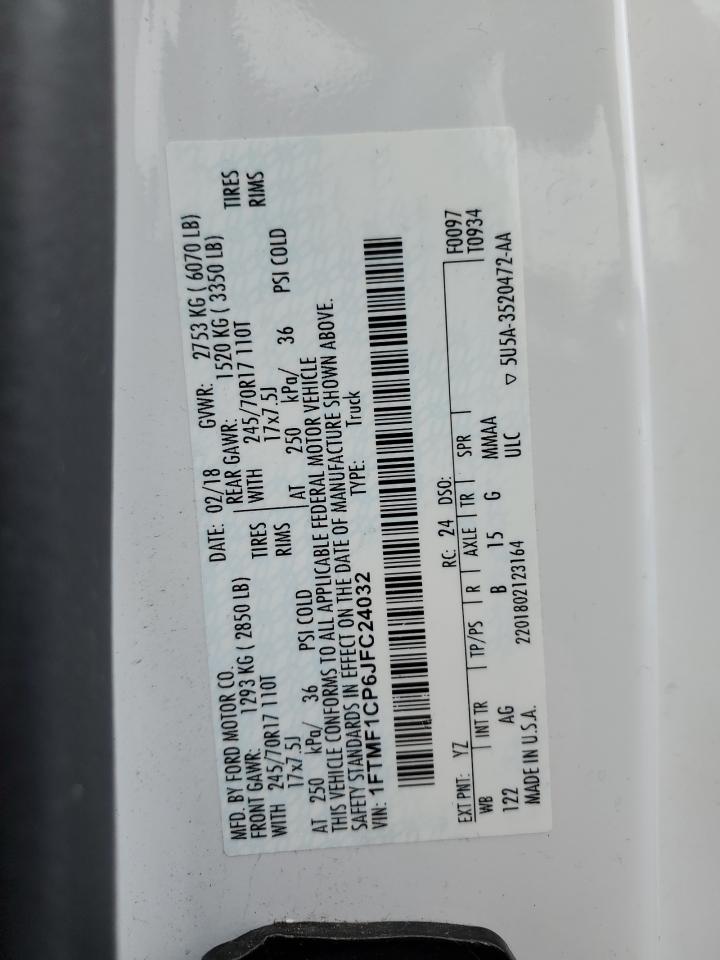 MFD. BY FORD MOTOR CO. DATE: 02/18 GVWR: 2753 KG ( 6070 LB)
FRONT GAWR: 1293 KG ( 2850 LB) REAR GAWR: 1520 KG ( 3350 LB)
WITH 245/70R17 110T TIRES WITH 245/70R17 110T TIRES
17x7.5J RIMS 17x7.5J RIMS
AT 250 kPa/ 36 PSI COLD AT 250 kPa/ 36 PSI COLD
THIS VEHICLE CONFORMS TO ALL APPLICABLE FEDERAL MOTOR VEHICLE
SAFETY STANDARDS IN EFFECT ON THE DATE OF MANUFACTURE SHOWN ABOVE.
VIN: 1FTMF1CP6JFC24032 TYPE: Truck
EXT PNT: YZ RC: 24 DSO: F0097
WB INT TR TP/PS R AXLE TR SPR T0934
122 AG B 15 G MMAA
MADE IN U.S.A. 2201802123164 ULC ▽ 5U5A-3520472-AA